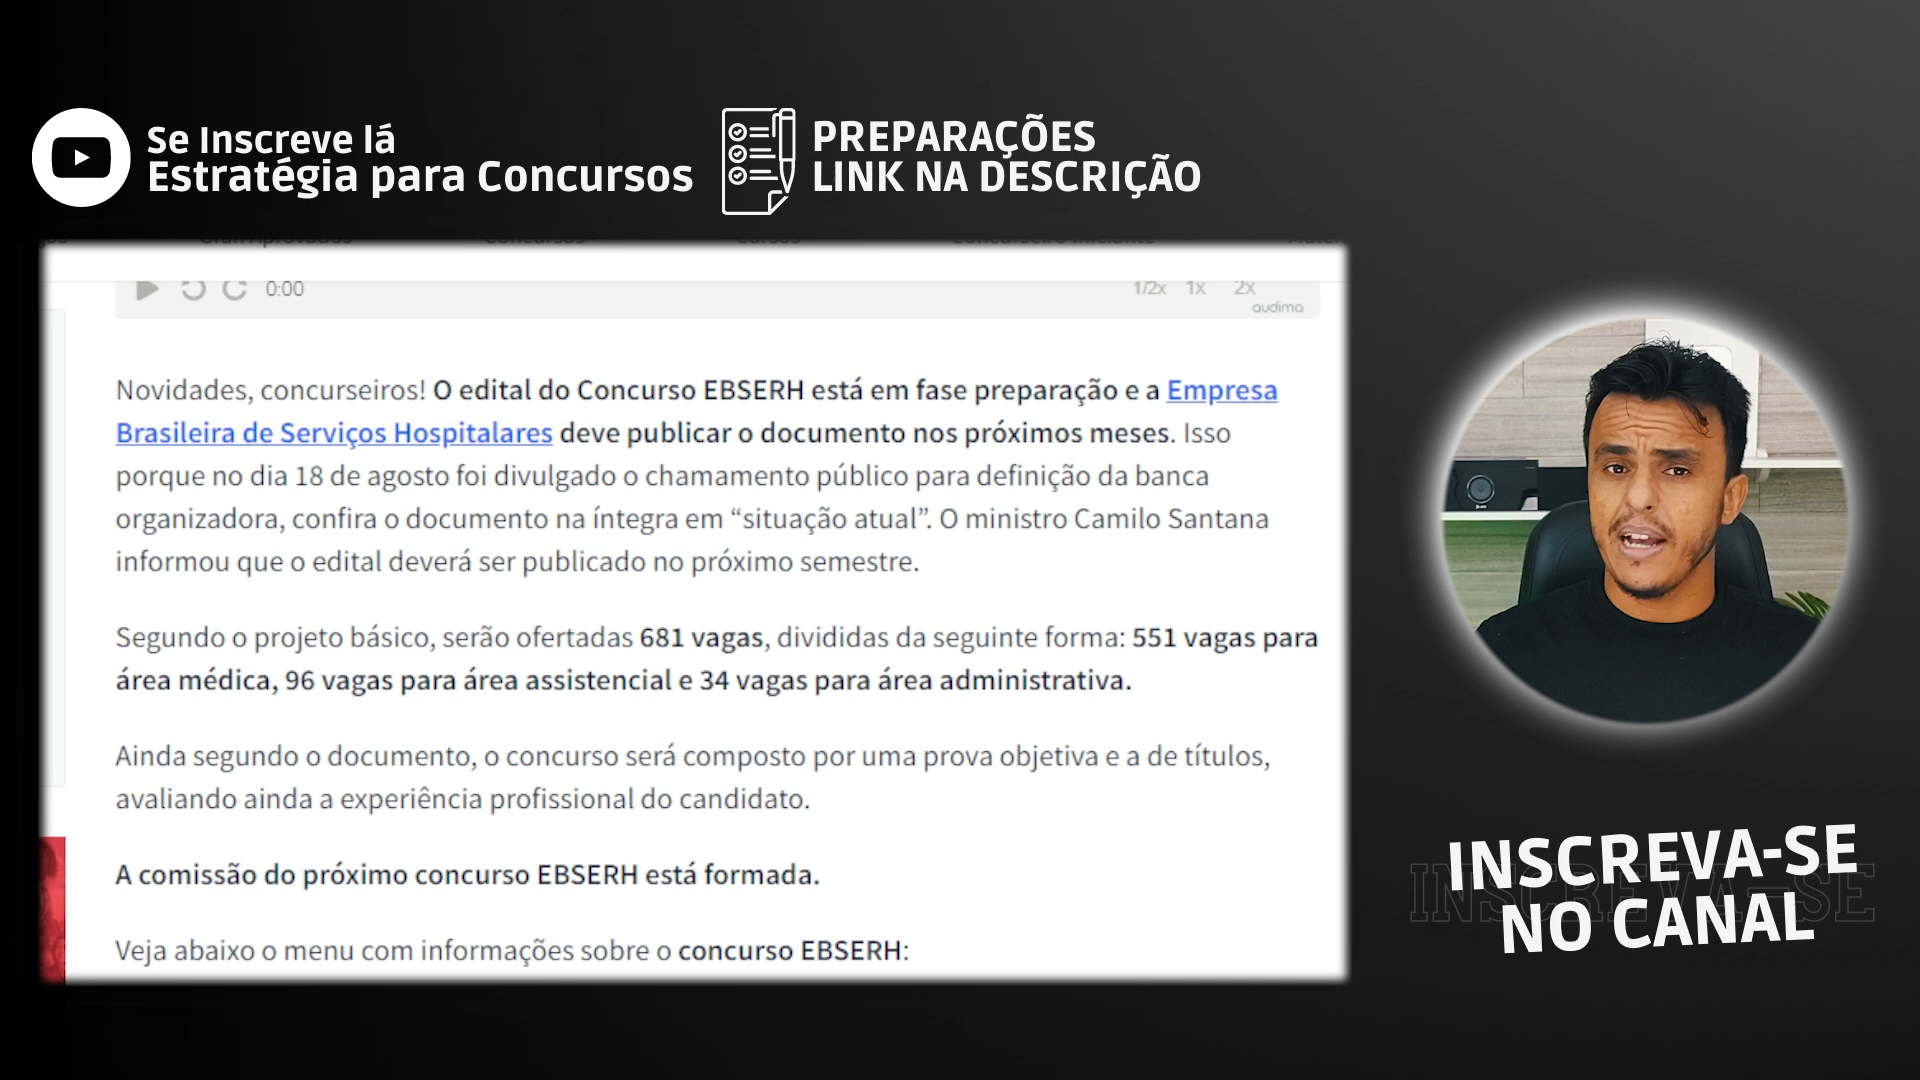 Se Inscreve lá
Estratégia para Concursos
PREPARAÇÕES
LINK NA DESCRIÇÃO
0:00
1/2x 1x 2x
audima
Novidades, concurseiros! O edital do Concurso EBSERH está em fase preparação e a Empresa
Brasileira de Serviços Hospitalares deve publicar o documento nos próximos meses. Isso
porque no dia 18 de agosto foi divulgado o chamamento público para definição da banca
organizadora, confira o documento na íntegra em “situação atual”. O ministro Camilo Santana
informou que o edital deverá ser publicado no próximo semestre.
Segundo o projeto básico, serão ofertadas 681 vagas, divididas da seguinte forma: 551 vagas para
área médica, 96 vagas para área assistencial e 34 vagas para área administrativa.
Ainda segundo o documento, o concurso será composto por uma prova objetiva e a de títulos,
avaliando ainda a experiência profissional do candidato.
A comissão do próximo concurso EBSERH está formada.
Veja abaixo o menu com informações sobre o concurso EBSERH:
INSCREVA-SE
INSCREVA-SE
NO CANAL